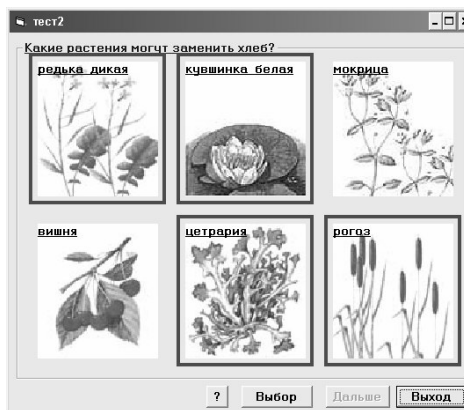 тест2
Какие растения могут заменить хлеб?
редька дикая
кувшинка белая
мокрица
вишня
цетрария
рогоз
?
Выбор
Дальше
Выход